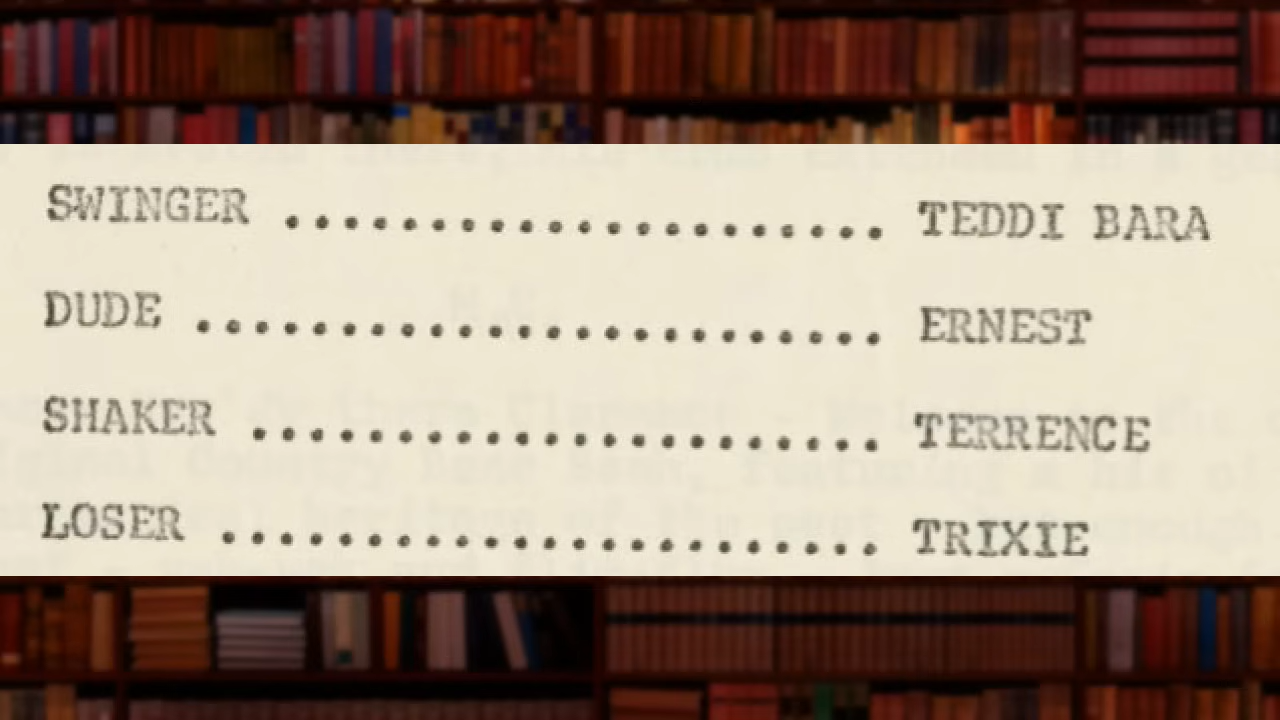 SWINGER .................... TEDDI BARA
DUDE ........................ ERNEST
SHAKER ...................... TERRENCE
LOSER ....................... TRIXIE